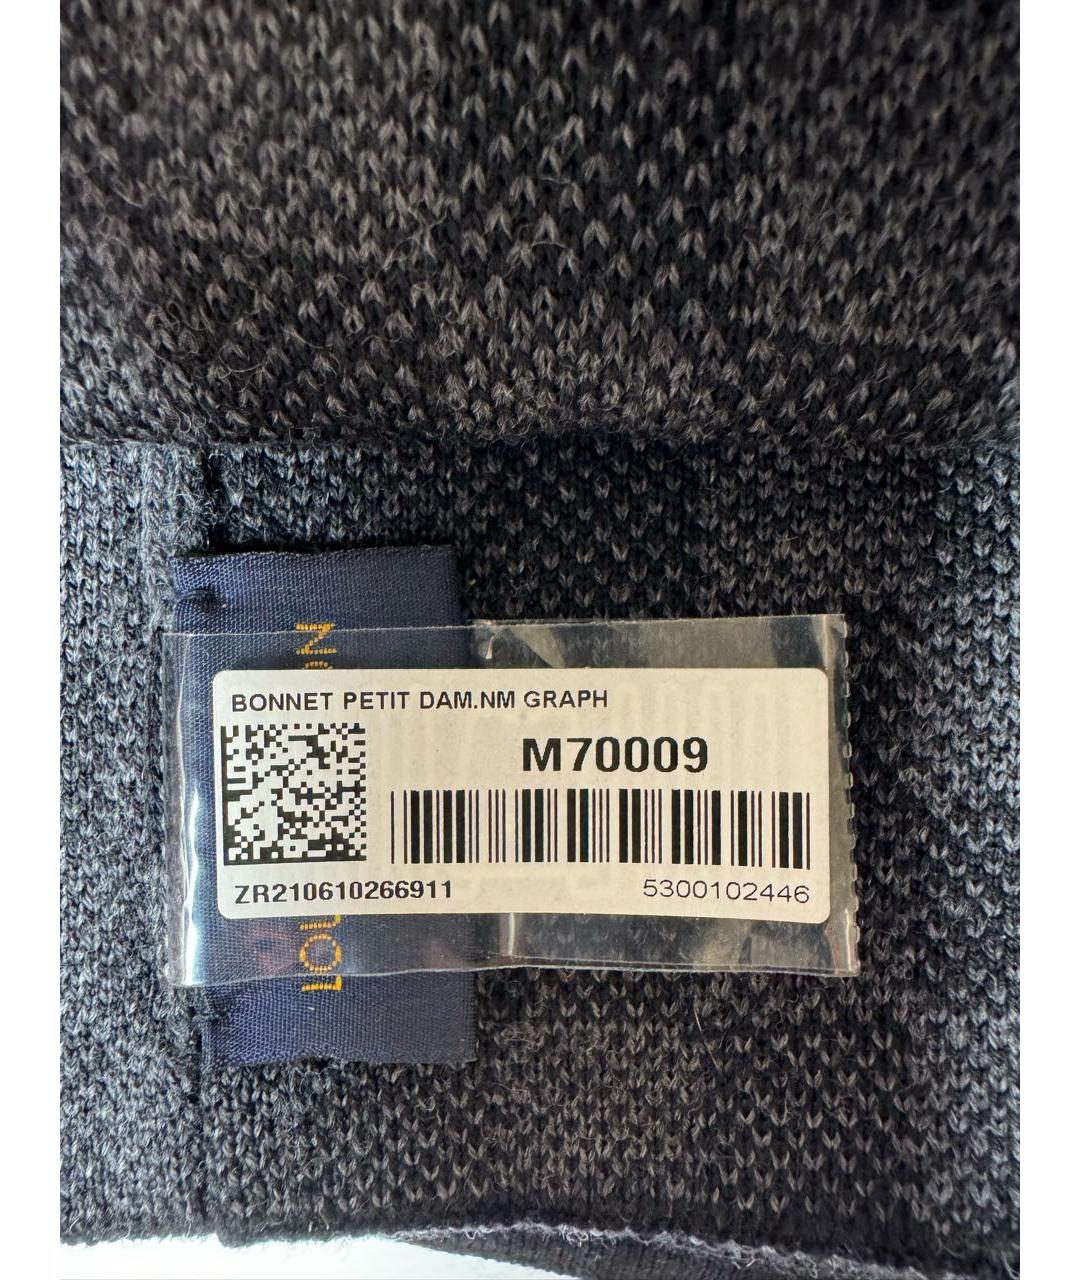 BONNET PETIT DAM.NM GRAPH
M70009
ZR210610266911
5300102446